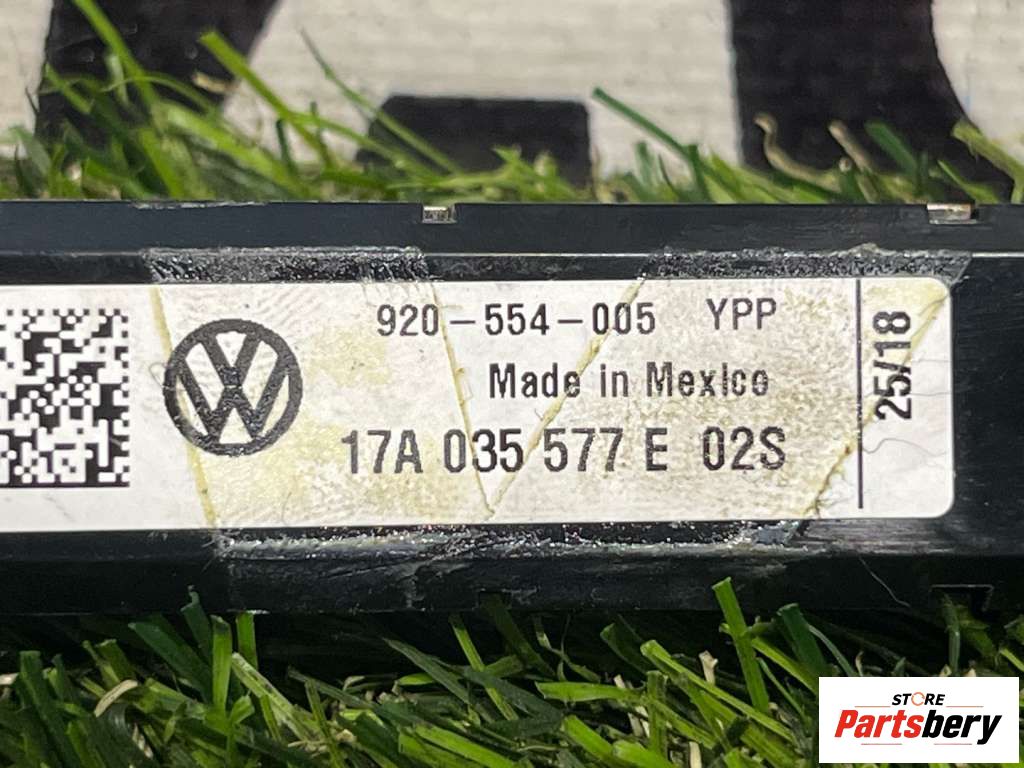 920-554-005 YPP
Made in Mexico
17A 035 577 E 02S
25/18
STORE
Partsbery